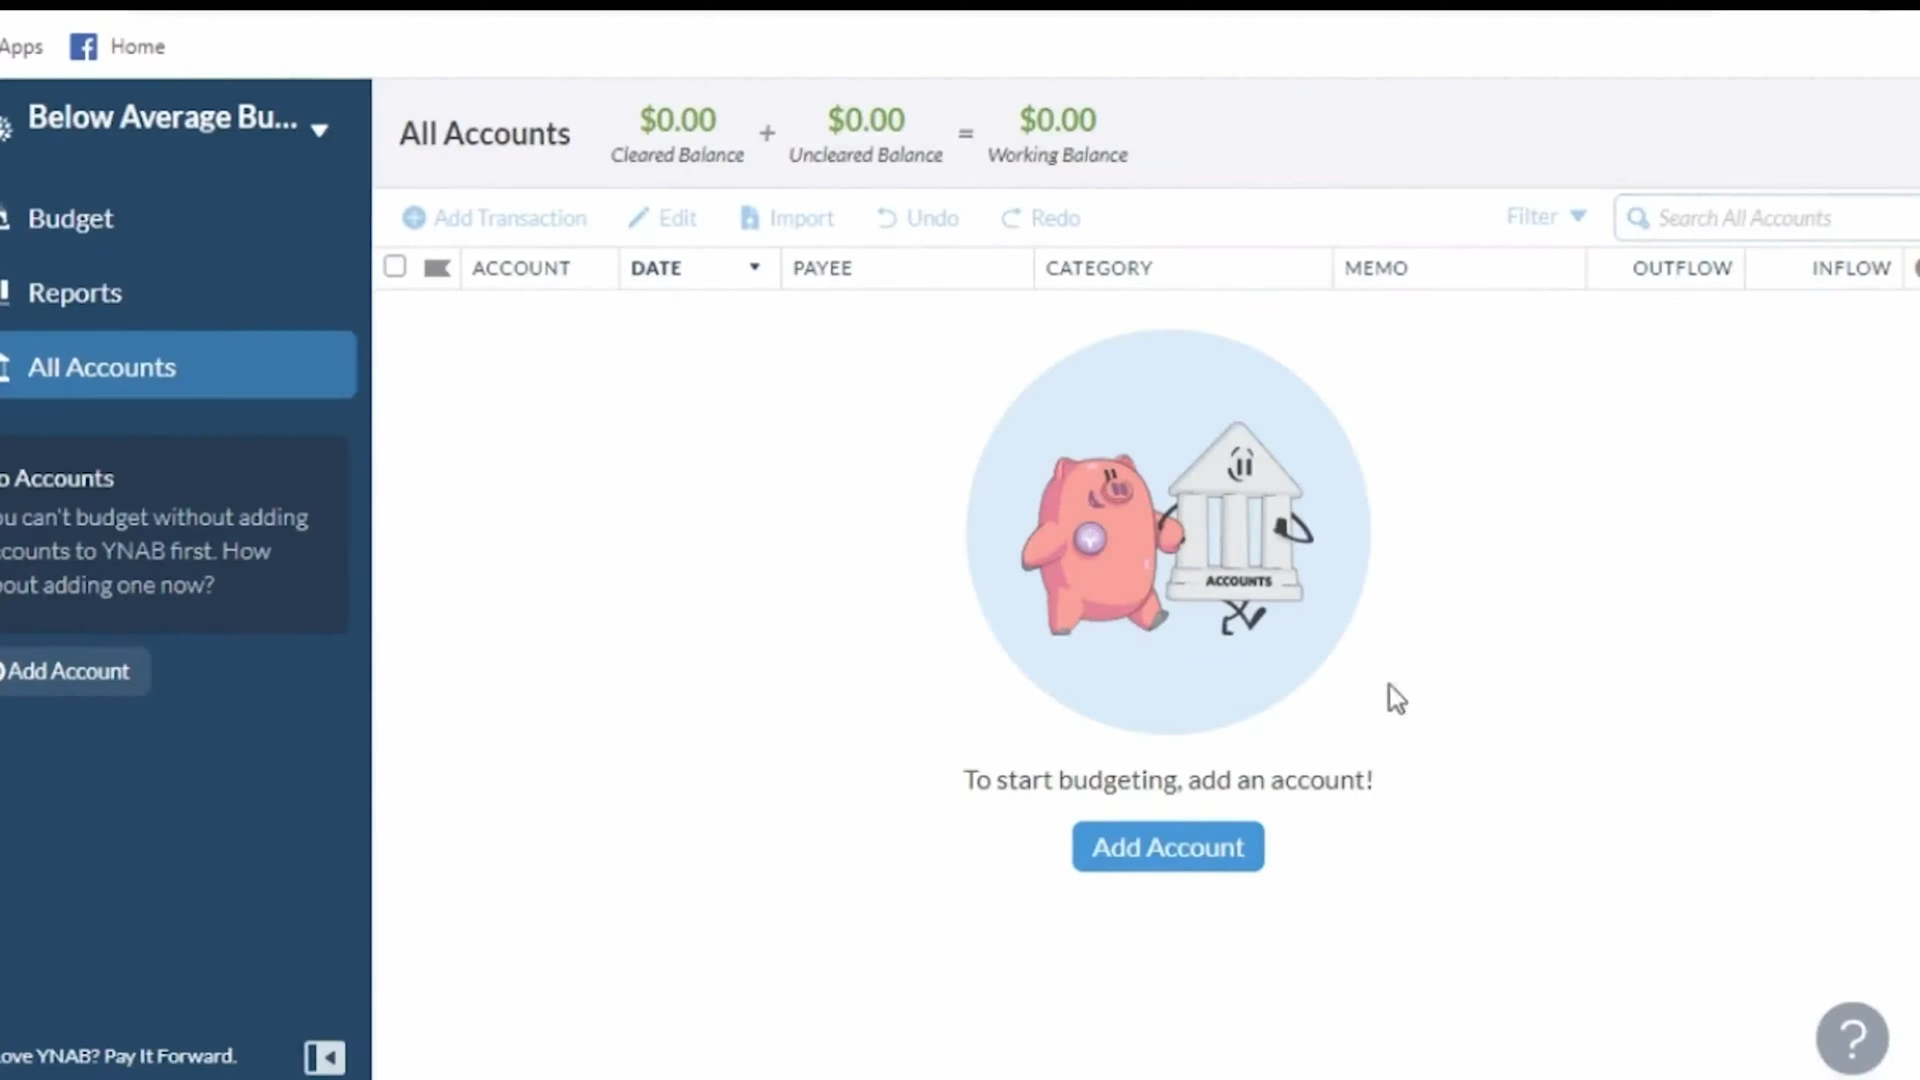 Apps Home
Below Average Bu...
Budget
Reports
All Accounts
o Accounts
ou can't budget without adding
counts to YNAB first. How
out adding one now?
Add Account
ove YNAB? Pay It Forward.
All Accounts
$0.00 + $0.00 = $0.00
Cleared Balance Uncleared Balance Working Balance
Add Transaction Edit Import Undo Redo Filter Search All Accounts
ACCOUNT DATE PAYEE CATEGORY MEMO OUTFLOW INFLOW
ACCOUNTS
To start budgeting, add an account!
Add Account
?